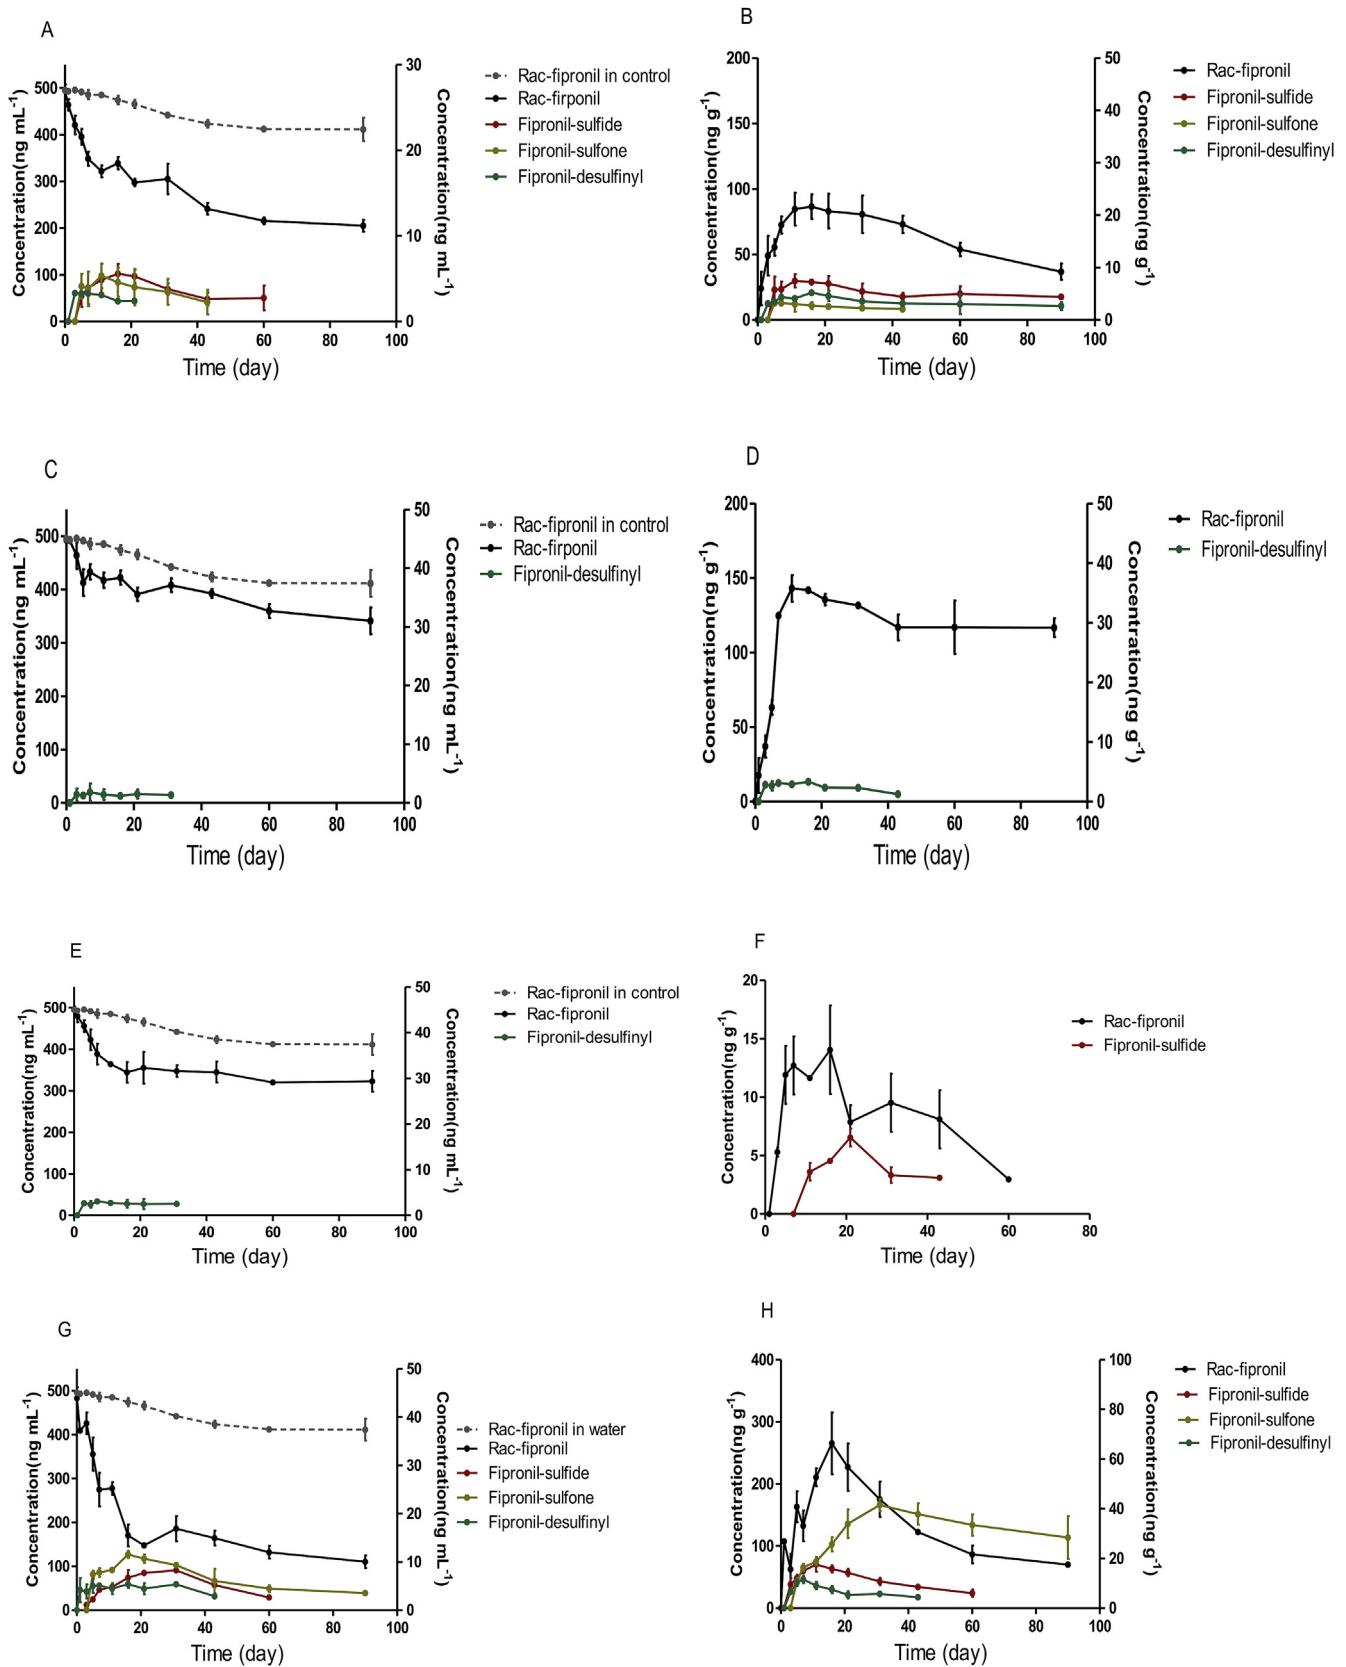 A
500
400
300
200
100
0
30
20
10
0
0 20 40 60 80 100
Concentration(ng mL-1)
Concentration(ng mL-1)
Time (day)
Rac-fipronil in control
Rac-firponil
Fipronil-sulfide
Fipronil-sulfone
Fipronil-desulfinyl
B
200
150
100
50
0
50
40
30
20
10
0
0 20 40 60 80 100
Concentration(ng g-1)
Concentration(ng g-1)
Time (day)
Rac-fipronil
Fipronil-sulfide
Fipronil-sulfone
Fipronil-desulfinyl
C
500
400
300
200
100
0
50
40
30
20
10
0
0 20 40 60 80 100
Concentration(ng mL-1)
Concentration(ng mL-1)
Time (day)
Rac-fipronil in control
Rac-firponil
Fipronil-desulfinyl
D
200
150
100
50
0
50
40
30
20
10
0
0 20 40 60 80 100
Concentration(ng g-1)
Concentration(ng g-1)
Time (day)
Rac-fipronil
Fipronil-desulfinyl
E
500
400
300
200
100
0
50
40
30
20
10
0
0 20 40 60 80 100
Concentration(ng mL-1)
Concentration(ng mL-1)
Time (day)
Rac-fipronil in control
Rac-fipronil
Fipronil-desulfinyl
F
20
15
10
5
0
0 20 40 60 80
Concentration(ng g-1)
Time (day)
Rac-fipronil
Fipronil-sulfide
G
500
400
300
200
100
0
50
40
30
20
10
0
0 20 40 60 80 100
Concentration(ng mL-1)
Concentration(ng mL-1)
Time (day)
Rac-fipronil in water
Rac-fipronil
Fipronil-sulfide
Fipronil-sulfone
Fipronil-desulfinyl
H
400
300
200
100
0
100
80
60
40
20
0
0 20 40 60 80 100
Concentration(ng g-1)
Concentration(ng g-1)
Time (day)
Rac-fipronil
Fipronil-sulfide
Fipronil-sulfone
Fipronil-desulfinyl